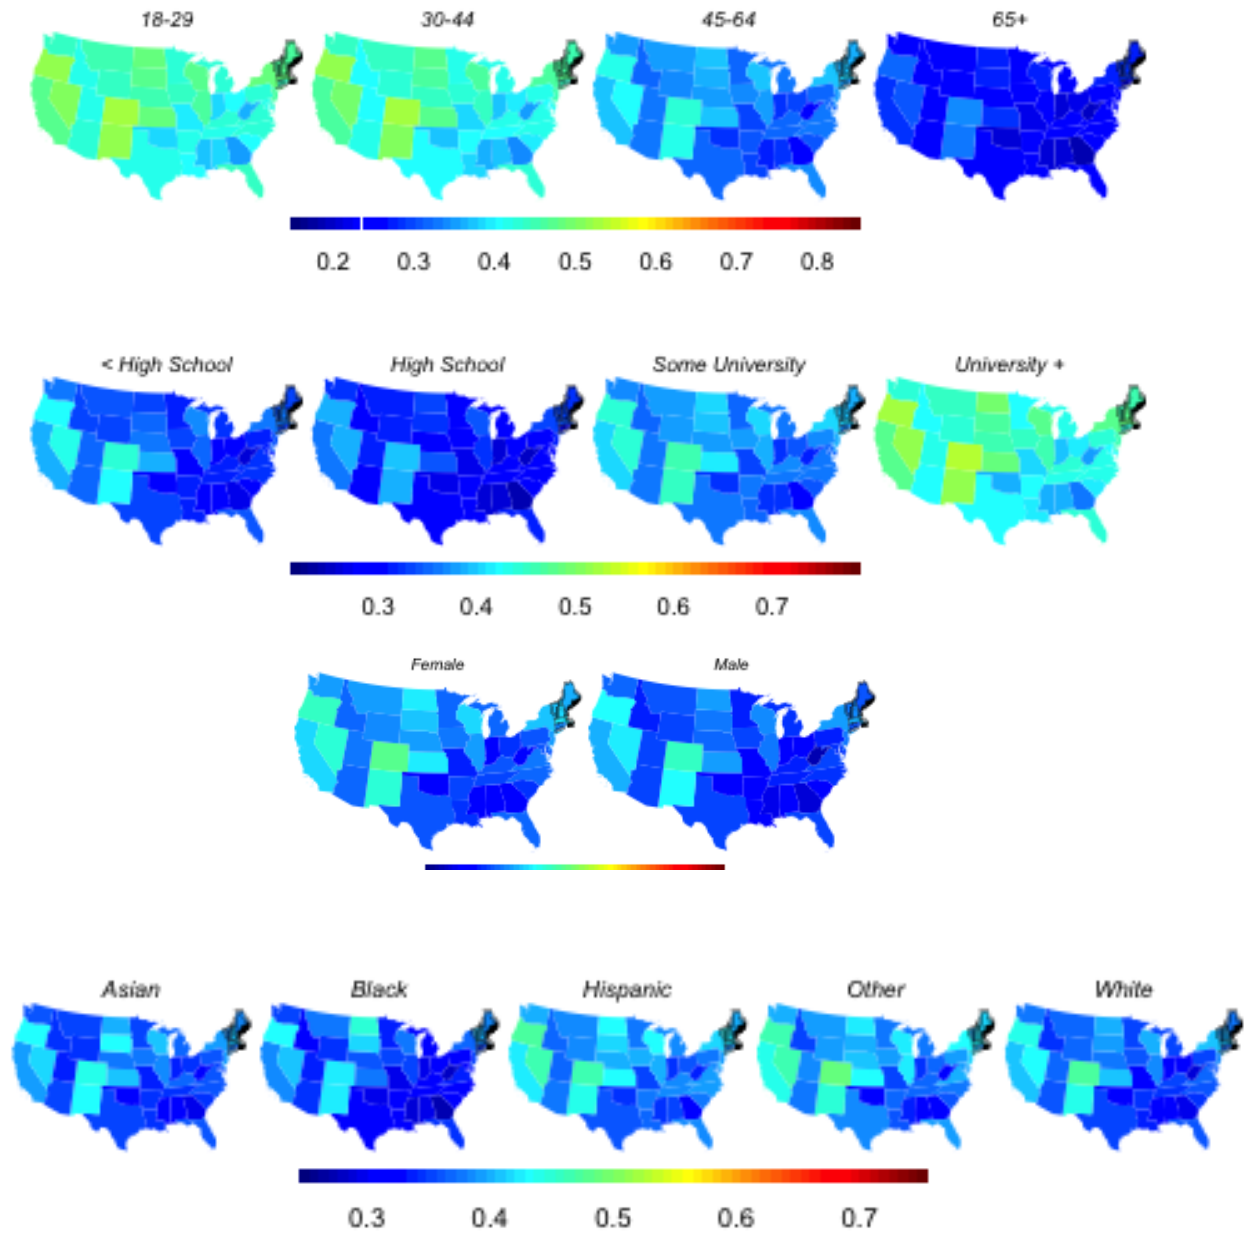 18-29 30-44 45-64 65+
0.2 0.3 0.4 0.5 0.6 0.7 0.8
< High School High School Some University University +
0.3 0.4 0.5 0.6 0.7
Female Male
Asian Black Hispanic Other White
0.3 0.4 0.5 0.6 0.7